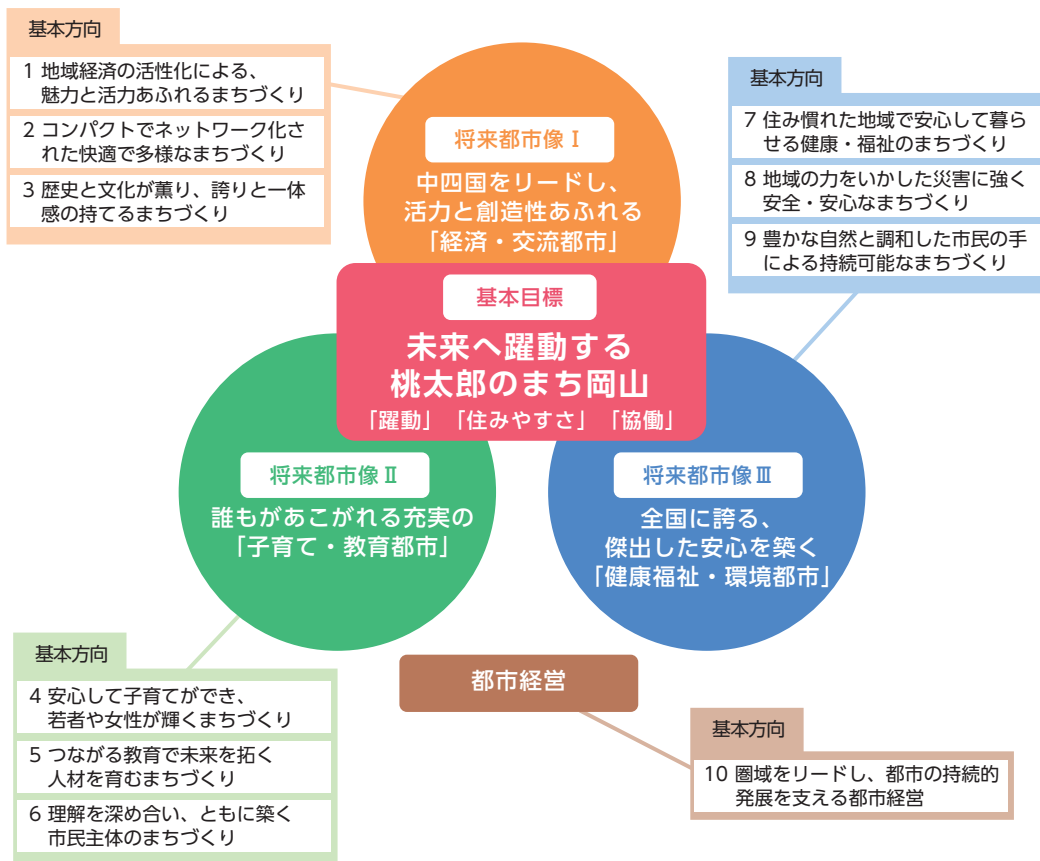 基本方向
1 地域経済の活性化による、
魅力と活力あふれるまちづくり
2 コンパクトでネットワーク化さ
れた快適で多様なまちづくり
3 歴史と文化が薫り、誇りと一体
感の持てるまちづくり
将来都市像Ⅰ
中四国をリードし、
活力と創造性あふれる
「経済・交流都市」
基本方向
7 住み慣れた地域で安心して暮ら
せる健康・福祉のまちづくり
8 地域の力をいかした災害に強く
安全・安心なまちづくり
9 豊かな自然と調和した市民の手
による持続可能なまちづくり
基本目標
未来へ躍動する
桃太郎のまち岡山
「躍動」「住みやすさ」「協働」
将来都市像Ⅱ
誰もがあこがれる充実の
「子育て・教育都市」
将来都市像Ⅲ
全国に誇る、
傑出した安心を築く
「健康福祉・環境都市」
基本方向
4 安心して子育てができ、
若者や女性が輝くまちづくり
5 つながる教育で未来を拓く
人材を育むまちづくり
6 理解を深め合い、ともに築く
市民主体のまちづくり
都市経営
基本方向
10 圏域をリードし、都市の持続的
発展を支える都市経営